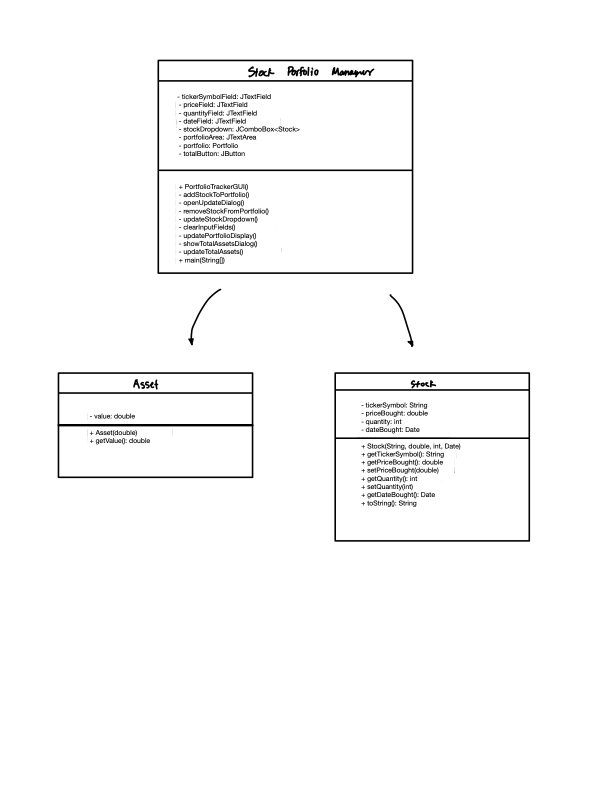 Stock Porfolio Manager
- tickerSymbolField: JTextField
- priceField: JTextField
- quantityField: JTextField
- dateField: JTextField
- stockDropdown: JComboBox<Stock>
- portfolioArea: JTextArea
- portfolio: Portfolio
- totalButton: JButton
+ PortfolioTrackerGUI()
- addStockToPortfolio()
- openUpdateDialog()
- removeStockFromPortfolio()
- updateStockDropdown()
- clearInputFields()
- updatePortfolioDisplay()
- showTotalAssetsDialog()
- updateTotalAssets()
+ main(String[])
Asset
- value: double
+ Asset(double)
+ getValue(): double
Stock
- tickerSymbol: String
- priceBought: double
- quantity: int
- dateBought: Date
+ Stock(String, double, int, Date)
+ getTickerSymbol(): String
+ getPriceBought(): double
+ setPriceBought(double)
+ getQuantity(): int
+ setQuantity(int)
+ getDateBought(): Date
+ toString(): String